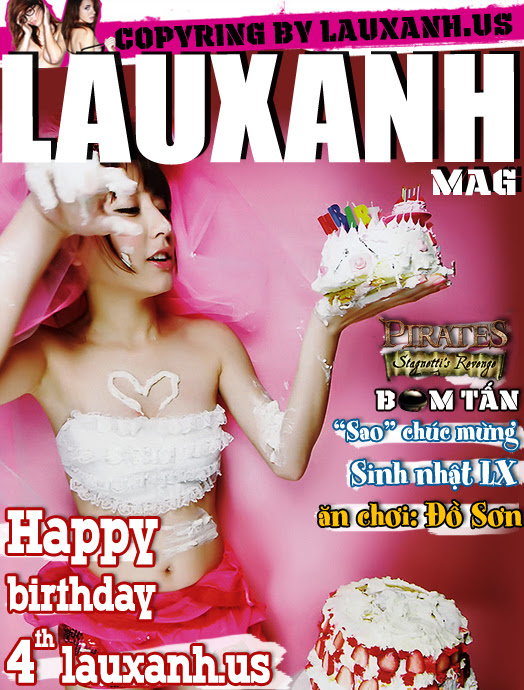 COPYRING BY LAUXANH.US
LAUXANH
MAG
PIRATES
Stagnetti's Revenge
BOM TẤN
“Sao” chúc mừng
Sinh nhật LX
ăn chơi: Đồ Sơn
Happy
birthday
4th lauxanh.us